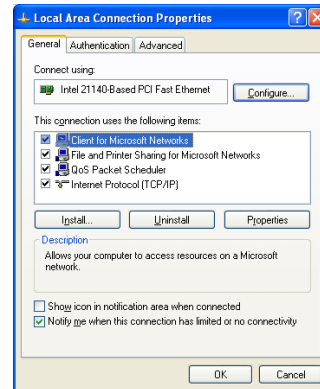 Local Area Connection Properties
General Authentication Advanced
Connect using:
Intel 21140-Based PCI Fast Ethernet
Configure...
This connection uses the following items:
Client for Microsoft Networks
File and Printer Sharing for Microsoft Networks
QoS Packet Scheduler
Internet Protocol (TCP/IP)
Install... Uninstall Properties
Description
Allows your computer to access resources on a Microsoft
network.
Show icon in notification area when connected
Notify me when this connection has limited or no connectivity
OK Cancel